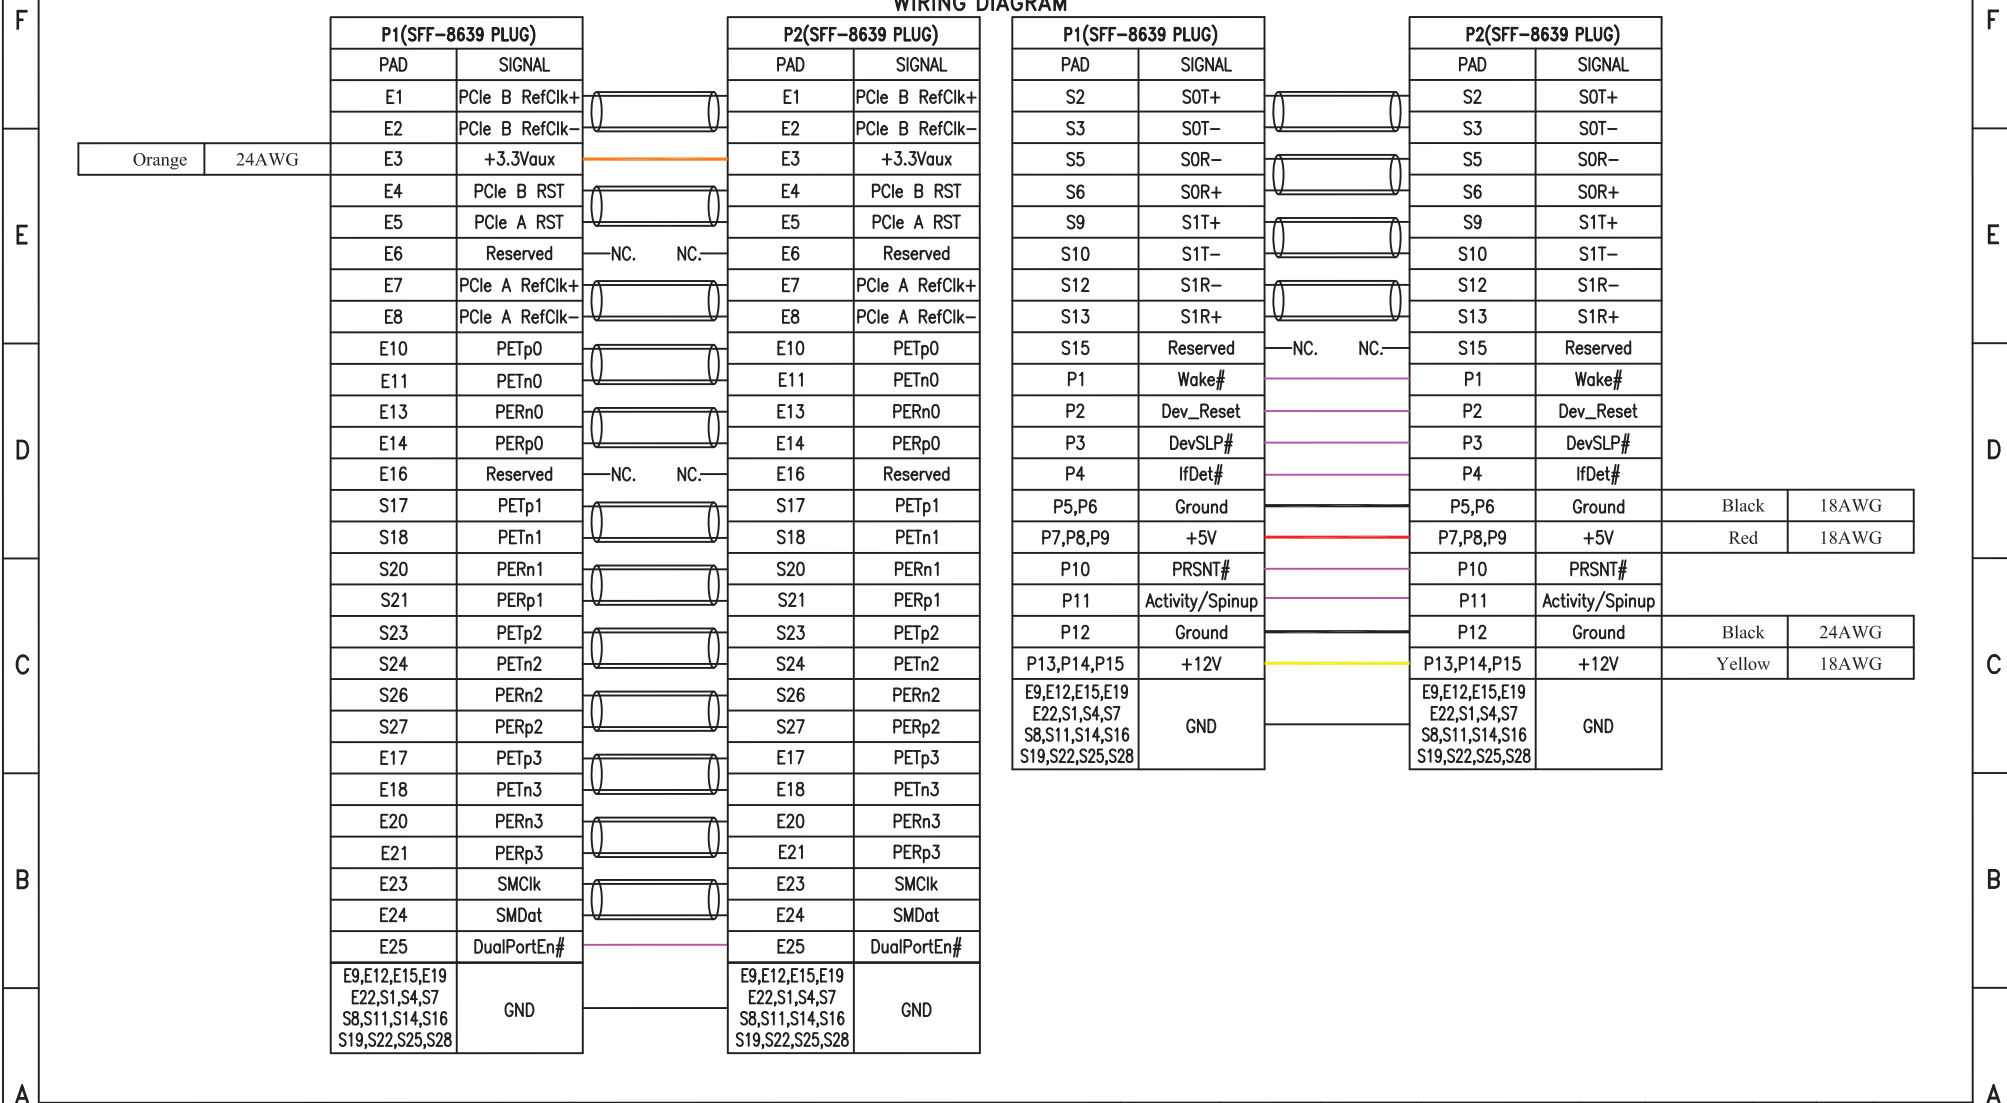 WIRING DIAGRAM
F F
P1(SFF-8639 PLUG) P2(SFF-8639 PLUG) P1(SFF-8639 PLUG) P2(SFF-8639 PLUG)
PAD SIGNAL PAD SIGNAL PAD SIGNAL PAD SIGNAL
E1 PCIe B RefClk+ E1 PCIe B RefClk+ S2 S0T+ S2 S0T+
E2 PCIe B RefClk- E2 PCIe B RefClk- S3 S0T- S3 S0T-
Orange 24AWG E3 +3.3Vaux E3 +3.3Vaux S5 S0R- S5 S0R-
E4 PCIe B RST E4 PCIe B RST S6 S0R+ S6 S0R+
E5 PCIe A RST E5 PCIe A RST S9 S1T+ S9 S1T+
E E
E6 Reserved NC. NC. E6 Reserved S10 S1T- S10 S1T-
E7 PCIe A RefClk+ E7 PCIe A RefClk+ S12 S1R- S12 S1R-
E8 PCIe A RefClk- E8 PCIe A RefClk- S13 S1R+ S13 S1R+
E10 PETp0 E10 PETp0 S15 Reserved NC. NC. S15 Reserved
E11 PETn0 E11 PETn0 P1 Wake# P1 Wake#
E13 PERn0 E13 PERn0 P2 Dev_Reset P2 Dev_Reset
E14 PERp0 E14 PERp0 P3 DevSLP# P3 DevSLP#
D D
E16 Reserved NC. NC. E16 Reserved P4 IfDet# P4 IfDet#
S17 PETp1 S17 PETp1 P5,P6 Ground P5,P6 Ground Black 18AWG
S18 PETn1 S18 PETn1 P7,P8,P9 +5V P7,P8,P9 +5V Red 18AWG
S20 PERn1 S20 PERn1 P10 PRSNT# P10 PRSNT#
S21 PERp1 S21 PERp1 P11 Activity/Spinup P11 Activity/Spinup
S23 PETp2 S23 PETp2 P12 Ground P12 Ground Black 24AWG
C S24 PETn2 S24 PETn2 P13,P14,P15 +12V P13,P14,P15 +12V Yellow 18AWG C
S26 PERn2 S26 PERn2 E9,E12,E15,E19 E9,E12,E15,E19
E22,S1,S4,S7 E22,S1,S4,S7
S27 PERp2 S27 PERp2 GND GND
S8,S11,S14,S16 S8,S11,S14,S16
E17 PETp3 E17 PETp3 S19,S22,S25,S28 S19,S22,S25,S28
E18 PETn3 E18 PETn3
E20 PERn3 E20 PERn3
E21 PERp3 E21 PERp3
B E23 SMClk E23 SMClk B
E24 SMDat E24 SMDat
E25 DualPortEn# E25 DualPortEn#
E9,E12,E15,E19 E9,E12,E15,E19
E22,S1,S4,S7 E22,S1,S4,S7
GND GND
S8,S11,S14,S16 S8,S11,S14,S16
S19,S22,S25,S28 S19,S22,S25,S28
A A